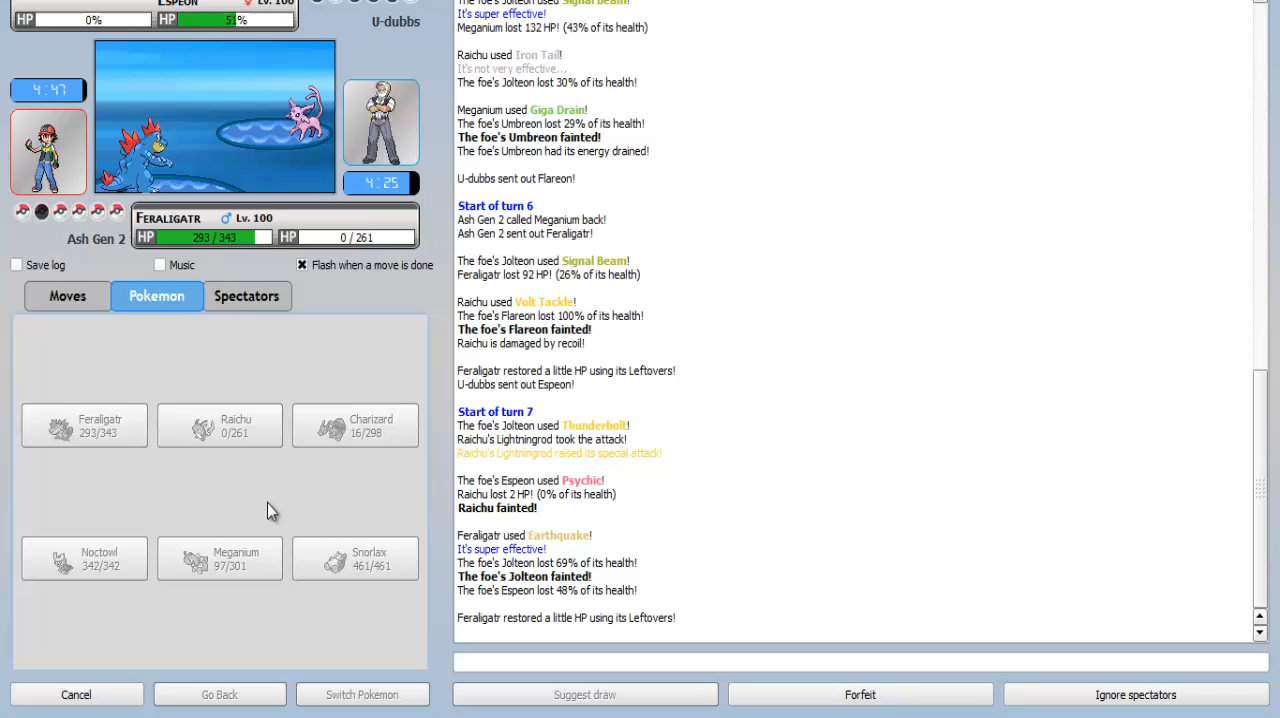 ESPEON Lv. 100
HP 0% HP 51%
U-dubbs
4:47
4:25
FERALIGATR ♂ Lv. 100
HP 293 / 343 HP 0 / 261
Ash Gen 2
Save log Music Flash when a move is done
Moves Pokemon Spectators
Feraligatr
293/343
Raichu
0/261
Charizard
16/298
Noctowl
342/342
Meganium
97/301
Snorlax
461/461
Cancel Go Back Switch Pokemon
The foe's Jolteon used Signal Beam!
It's super effective!
Meganium lost 132 HP! (43% of its health)
Raichu used Iron Tail!
It's not very effective...
The foe's Jolteon lost 30% of its health!
Meganium used Giga Drain!
The foe's Umbreon lost 29% of its health!
The foe's Umbreon fainted!
The foe's Umbreon had its energy drained!
U-dubbs sent out Flareon!
Start of turn 6
Ash Gen 2 called Meganium back!
Ash Gen 2 sent out Feraligatr!
The foe's Jolteon used Signal Beam!
Feraligatr lost 92 HP! (26% of its health)
Raichu used Volt Tackle!
The foe's Flareon lost 100% of its health!
The foe's Flareon fainted!
Raichu is damaged by recoil!
Feraligatr restored a little HP using its Leftovers!
U-dubbs sent out Espeon!
Start of turn 7
The foe's Jolteon used Thunderbolt!
Raichu's Lightningrod took the attack!
Raichu's Lightningrod raised its special attack!
The foe's Espeon used Psychic!
Raichu lost 2 HP! (0% of its health)
Raichu fainted!
Feraligatr used Earthquake!
It's super effective!
The foe's Jolteon lost 69% of its health!
The foe's Jolteon fainted!
The foe's Espeon lost 48% of its health!
Feraligatr restored a little HP using its Leftovers!
Suggest draw Forfeit Ignore spectators